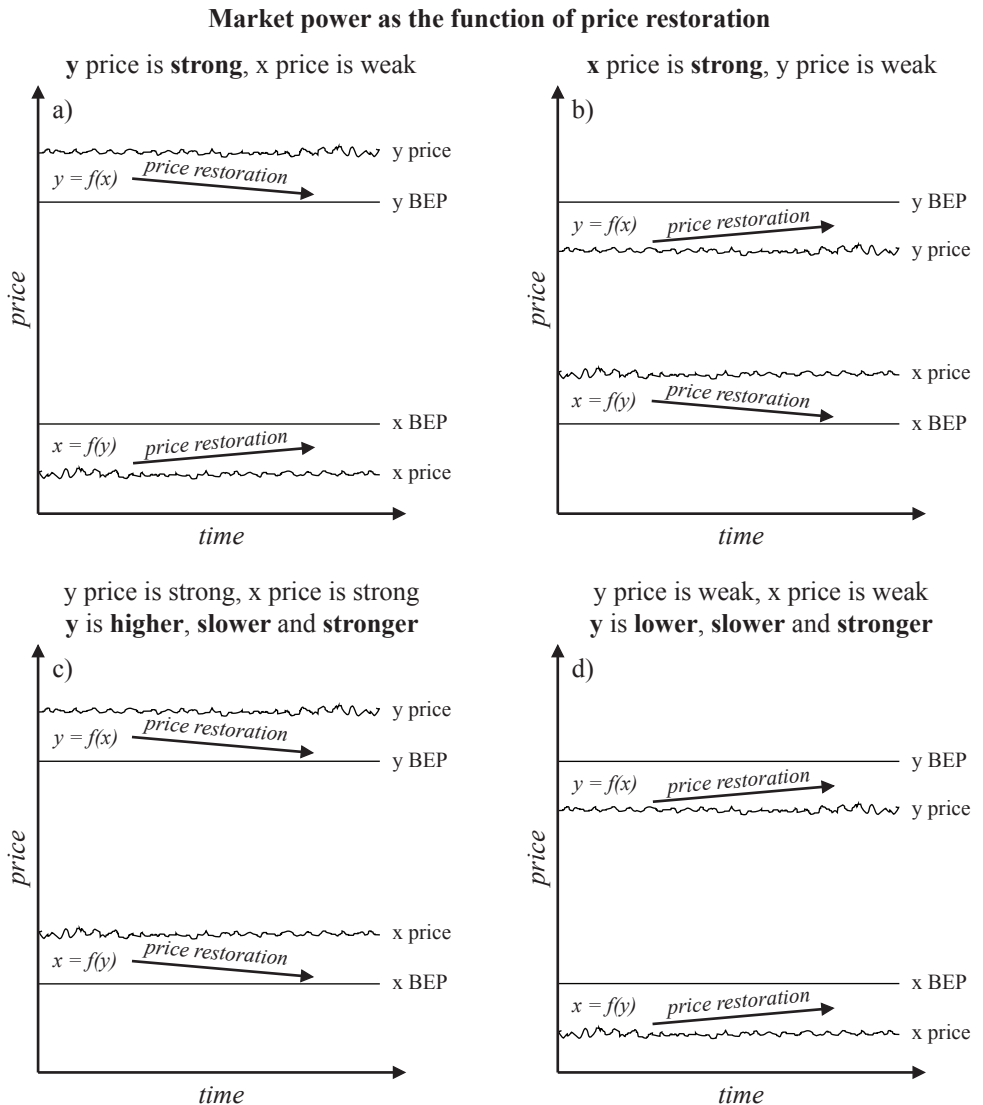 Market power as the function of price restoration
y price is strong, x price is weak
a)
y price
price restoration
y = f(x)
y BEP
price
x BEP
x = f(y)
price restoration
x price
time
x price is strong, y price is weak
b)
y BEP
y = f(x)
price restoration
y price
price
x price
price restoration
x = f(y)
x BEP
time
y price is strong, x price is strong
y is higher, slower and stronger
c)
y price
price restoration
y = f(x)
y BEP
price
x price
price restoration
x = f(y)
x BEP
time
y price is weak, x price is weak
y is lower, slower and stronger
d)
y BEP
y = f(x)
price restoration
y price
price
x BEP
x = f(y)
price restoration
x price
time